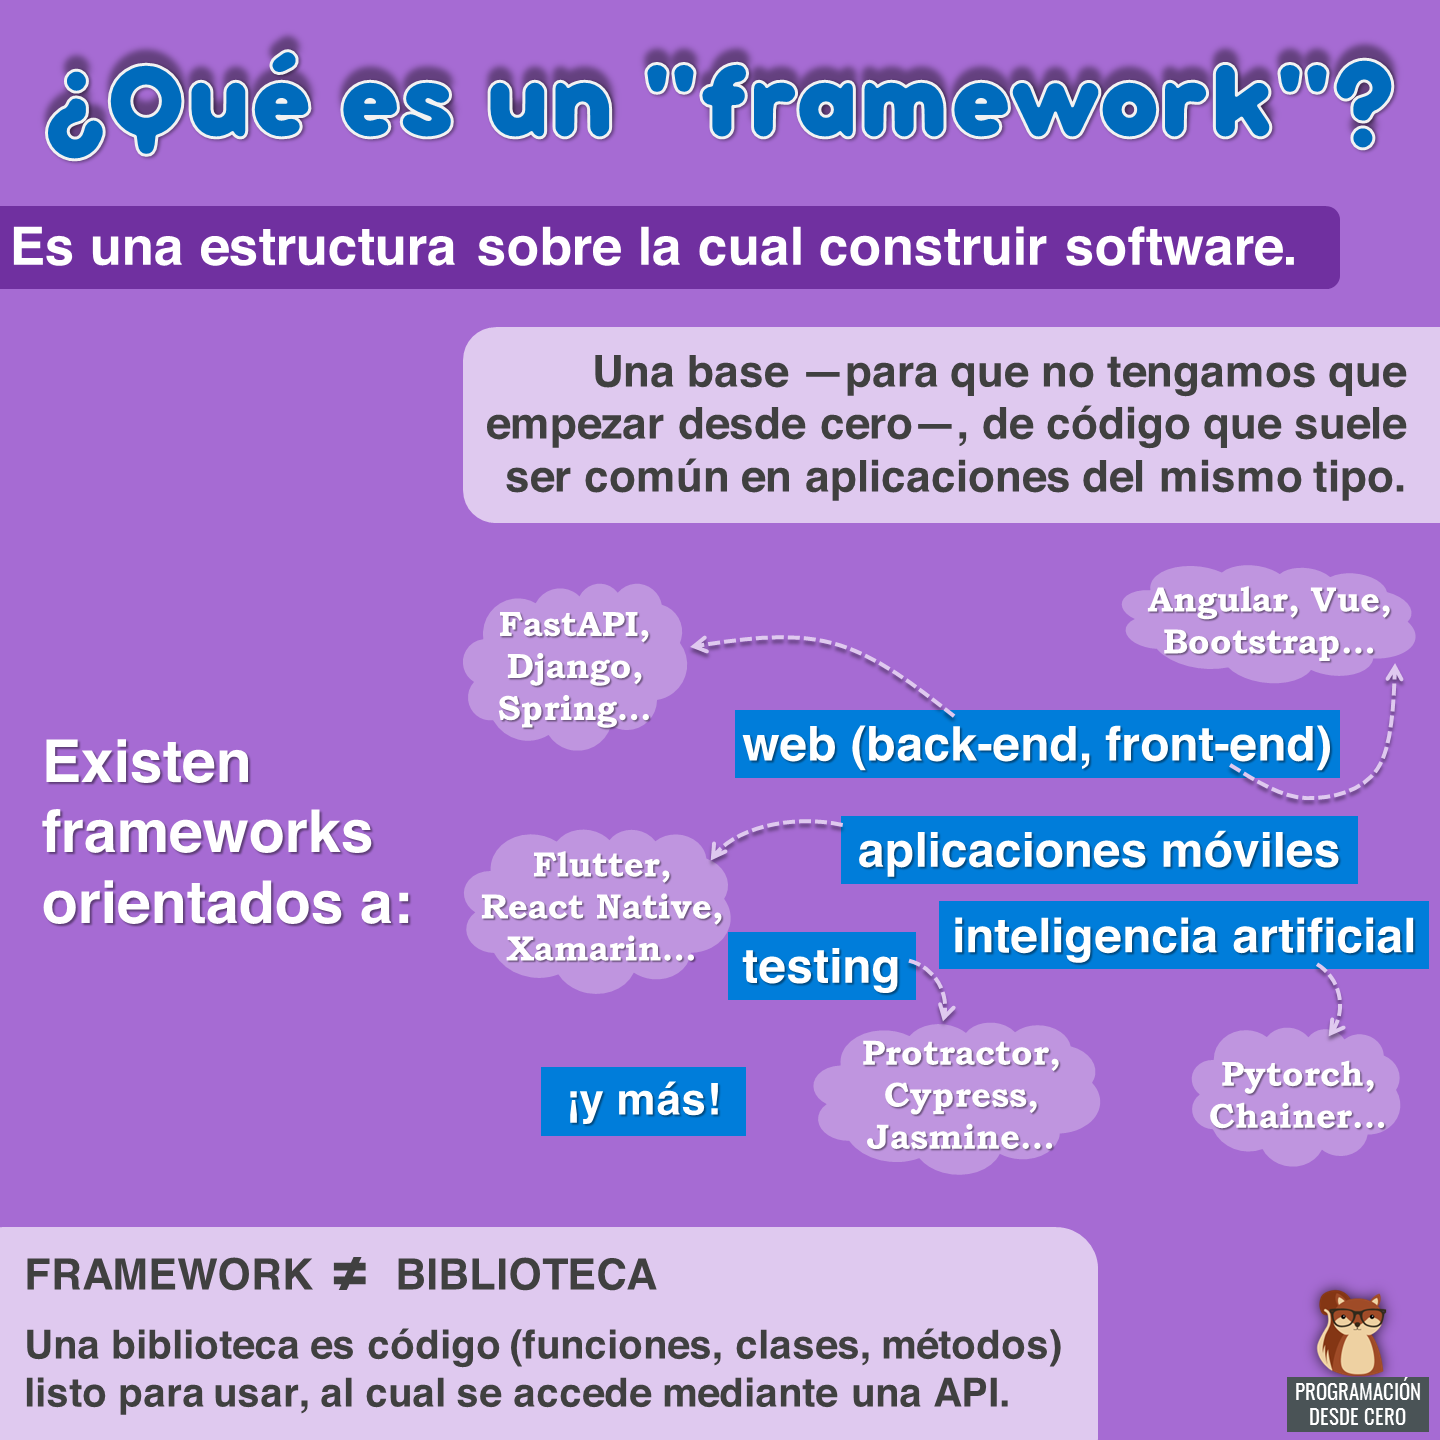 ¿Qué es un "framework"?
Es una estructura sobre la cual construir software.
Una base —para que no tengamos que
empezar desde cero—, de código que suele
ser común en aplicaciones del mismo tipo.
Existen
frameworks
orientados a:
FastAPI,
Django,
Spring...
Angular, Vue,
Bootstrap...
web (back-end, front-end)
aplicaciones móviles
Flutter,
React Native,
Xamarin...
inteligencia artificial
testing
Protractor,
Cypress,
Jasmine...
Pytorch,
Chainer...
¡y más!
FRAMEWORK ≠ BIBLIOTECA
Una biblioteca es código (funciones, clases, métodos)
listo para usar, al cual se accede mediante una API.
PROGRAMACIÓN
DESDE CERO